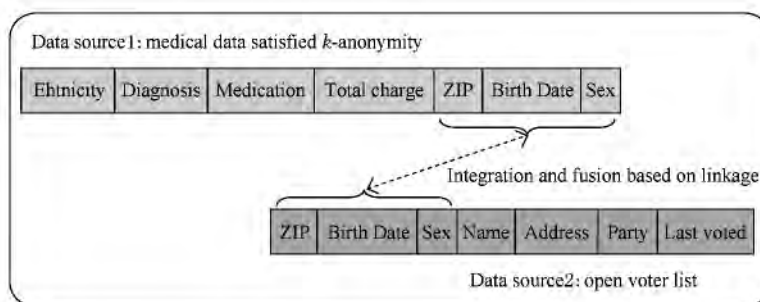 Data source1: medical data satisfied k-anonymity
Ehtnicity Diagnosis Medication Total charge ZIP Birth Date Sex
Integration and fusion based on linkage
ZIP Birth Date Sex Name Address Party Last voted
Data source2: open voter list